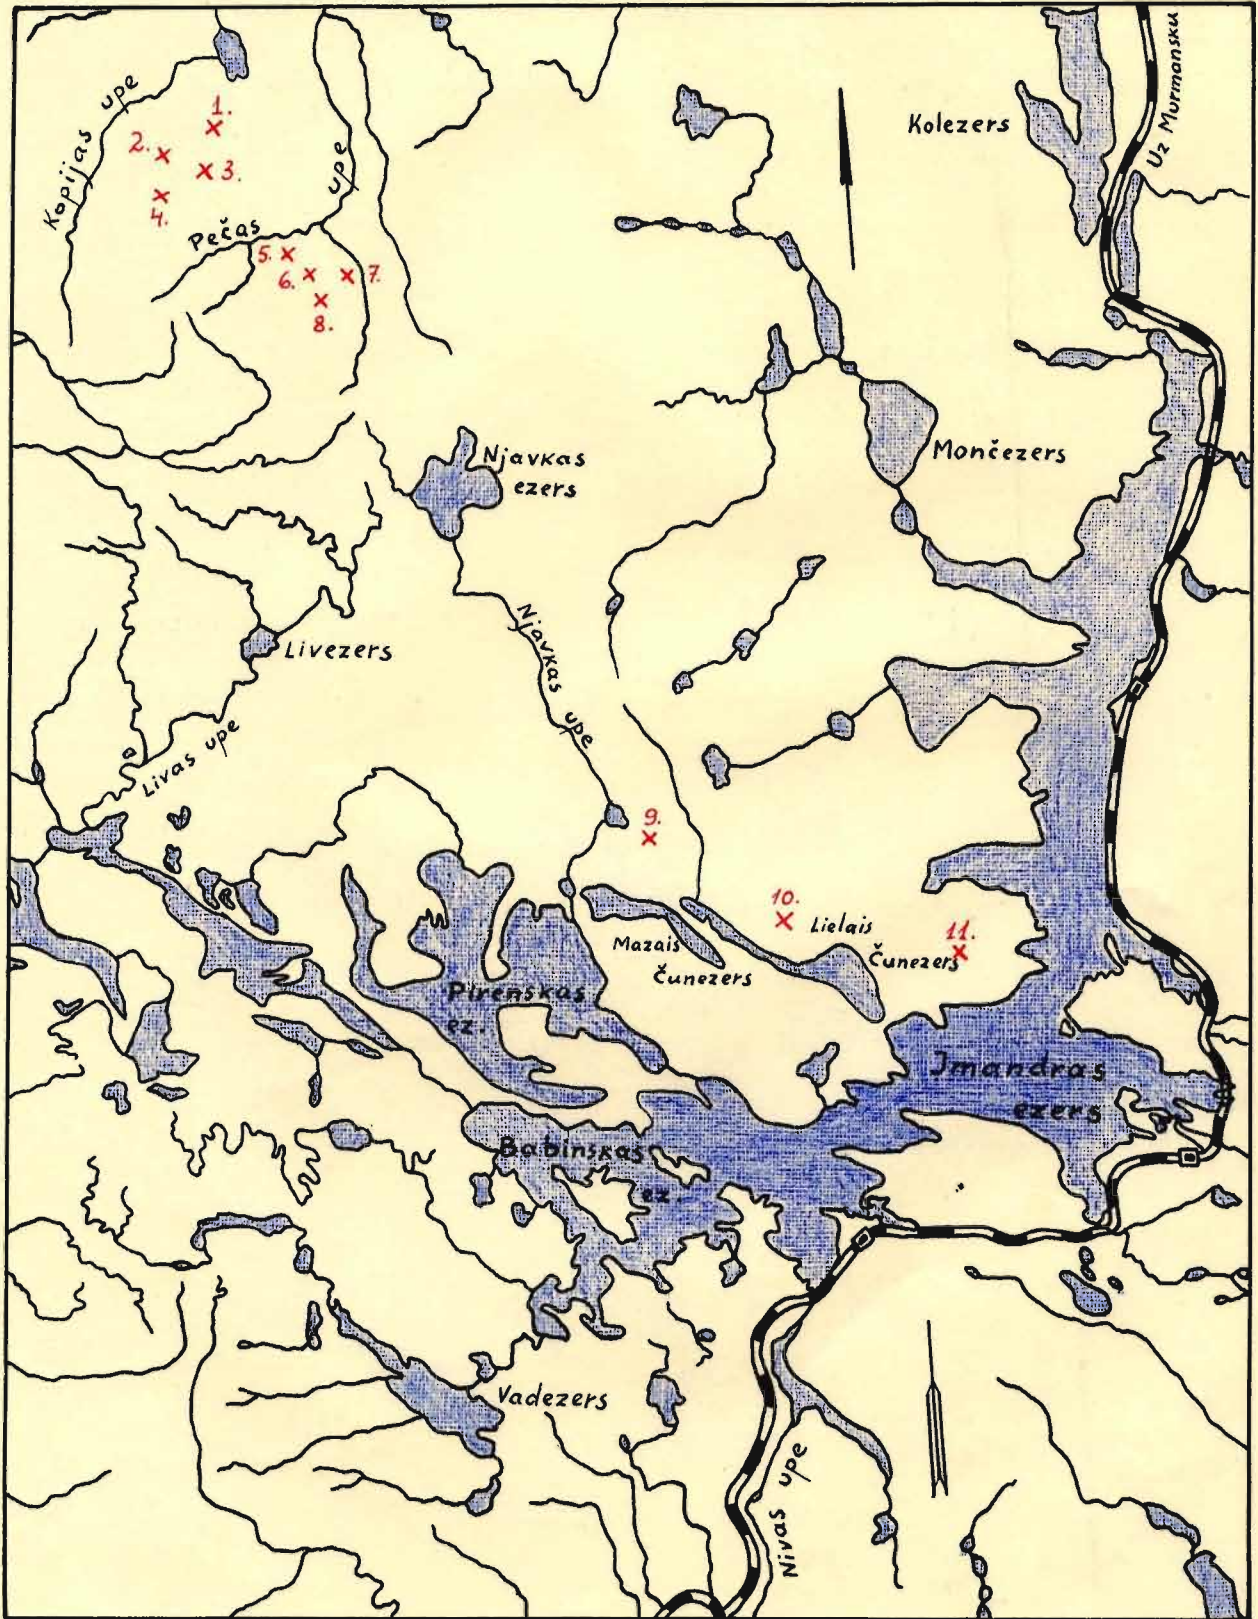 Uz Murmansku
Kolezers
Kopijas upe
1.
2.
3.
4.
Pečas upe
5.
6.
7.
8.
Mončezers
Njavkas
ezers
Njavkas upe
Livezers
Livas upe
9.
10.
Lielais
Čunezers
11.
Mazais
Čunezers
Pirenskas
ez.
Imandras
ezers
Babinskas
ez.
Vadezers
Nivas upe